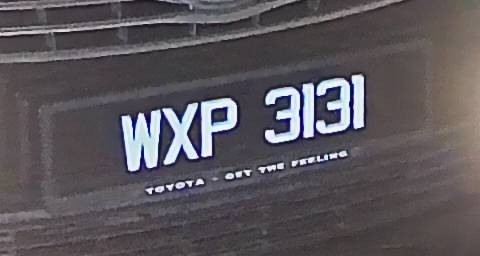 WXP 3131
TOYOTA - GET THE FEELING